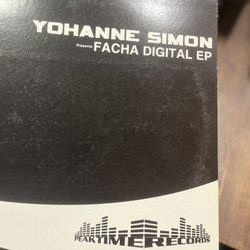 YOHANNE SIMON
Presents FACHA DIGITAL EP
PEAKTIMERECORDS